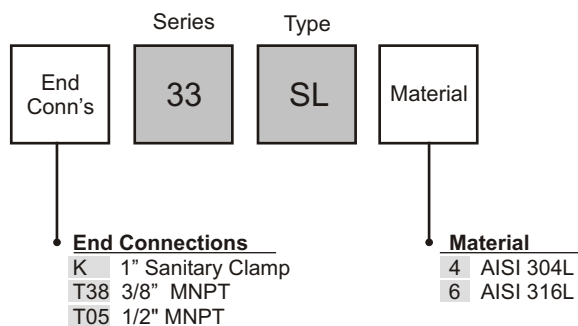 Series Type
End
Conn’s
33 SL Material
End Connections
K 1” Sanitary Clamp
T38 3/8” MNPT
T05 1/2" MNPT
Material
4 AISI 304L
6 AISI 316L